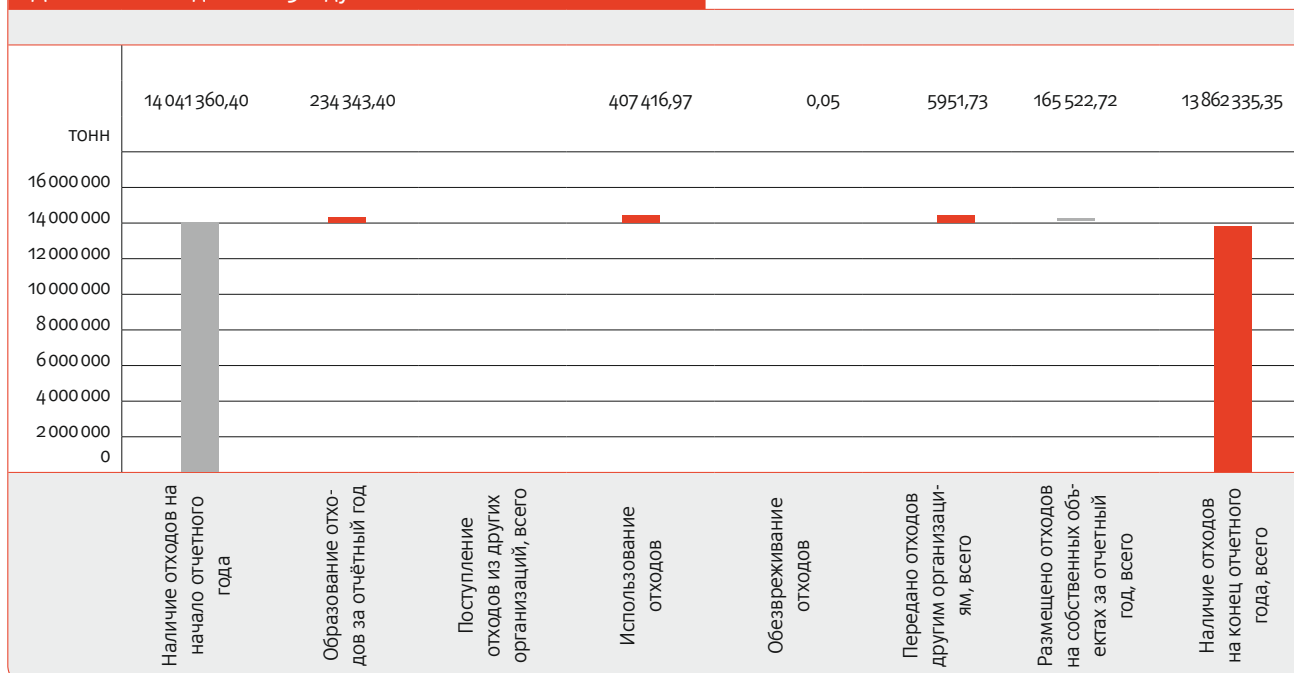 14 041 360,40 234 343,40 407 416,97 0,05 5951,73 165 522,72 13 862 335,35
тонн
16 000 000
14 000 000
12 000 000
10 000 000
8 000 000
6 000 000
4 000 000
2 000 000
0
Наличие отходов на
начало отчетного
года
Образование отхо-
дов за отчётный год
Поступление
отходов из других
организаций, всего
Использование
отходов
Обезвреживание
отходов
Передано отходов
другим организаци-
ям, всего
Размещено отходов
на собственных объ-
ектах за отчетный
год, всего
Наличие отходов
на конец отчетного
года, всего